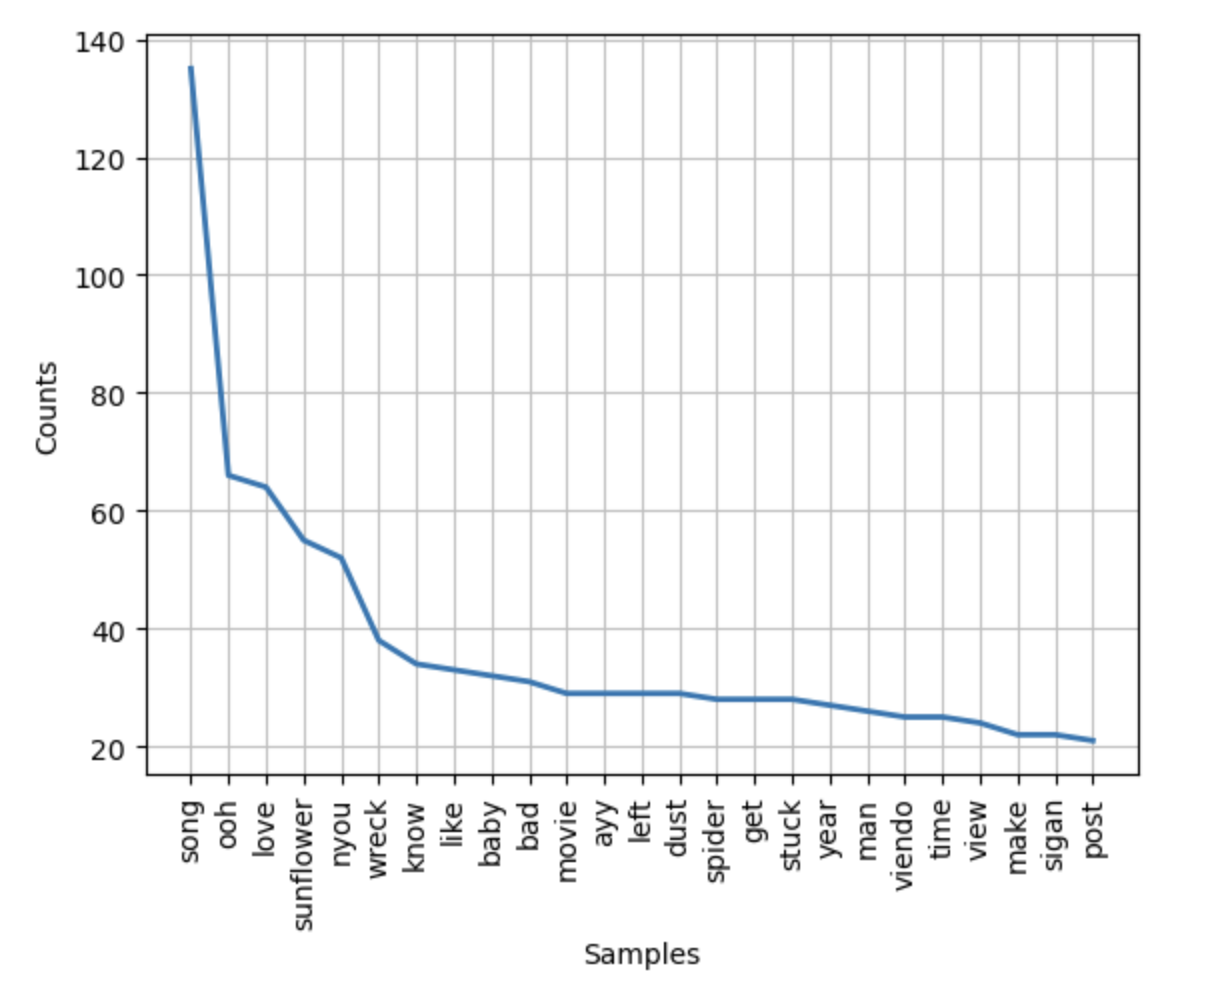 140
120
100
80
60
40
20
Counts
song
ooh
love
sunflower
nyou
wreck
know
like
baby
bad
movie
ayy
left
dust
spider
get
stuck
year
man
viendo
time
view
make
sigan
post
Samples